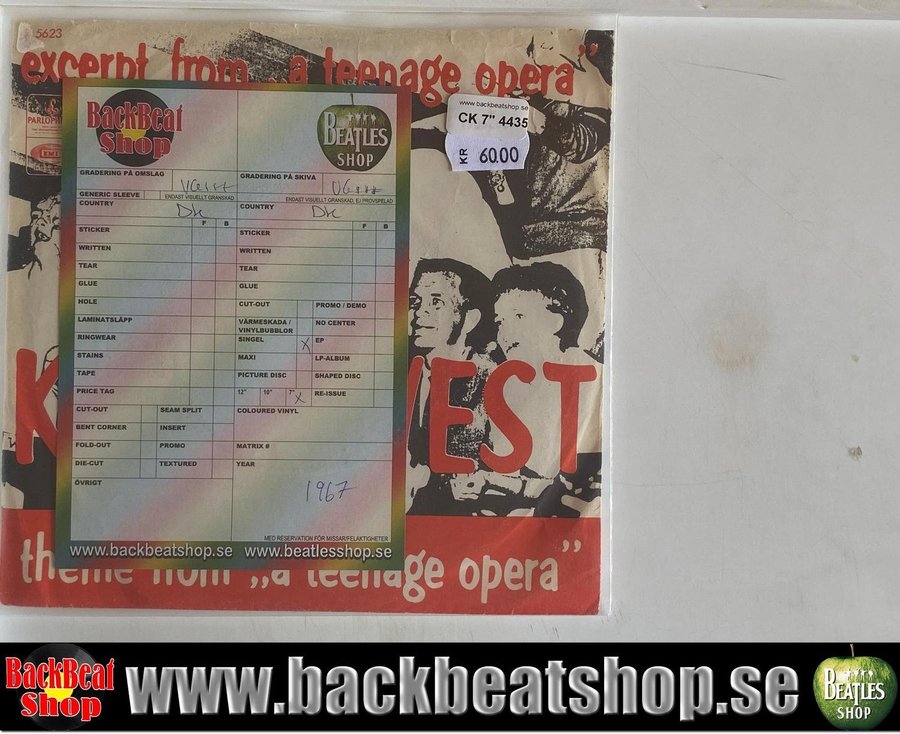 5623
excerpt from „a teenage opera”
PARLOPH
EMI
K
WEST
theme from „a teenage opera”
BackBeat
Shop
BEATLES
SHOP
GRADERING PÅ OMSLAG
GENERIC SLEEVE
ENDAST VISUELLT GRANSKAD
COUNTRY DK
F B
STICKER
WRITTEN
TEAR
GLUE
HOLE
LAMINATSLÄPP
RINGWEAR
STAINS
TAPE
PRICE TAG
CUT-OUT SEAM SPLIT
BENT CORNER INSERT
FOLD-OUT PROMO
DIE-CUT TEXTURED
ÖVRIGT
GRADERING PÅ SKIVA
ENDAST VISUELLT GRANSKAD, EJ PROVSPELAD
COUNTRY DK
F B
STICKER
WRITTEN
TEAR
GLUE
CUT-OUT PROMO / DEMO
VÄRMESKADA / VINYLBUBBLOR NO CENTER
SINGEL X EP
MAXI LP-ALBUM
PICTURE DISC SHAPED DISC
12" 10" 7" X RE-ISSUE
COLOURED VINYL
MATRIX #
YEAR
1967
MED RESERVATION FÖR MISSAR/FELAKTIGHETER
www.backbeatshop.se www.beatlesshop.se
www.backbeatshop.se
CK 7" 4435
KR 60.00
BackBeat
Shop
www.backbeatshop.se
BEATLES
SHOP